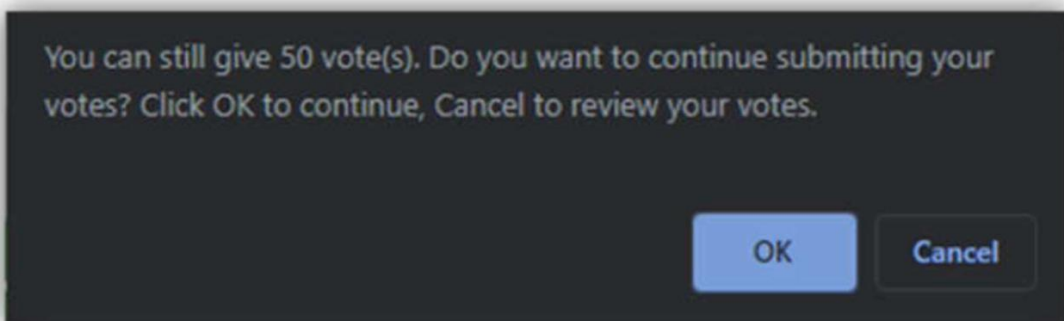 You can still give 50 vote(s). Do you want to continue submitting your
votes? Click OK to continue, Cancel to review your votes.
OK Cancel